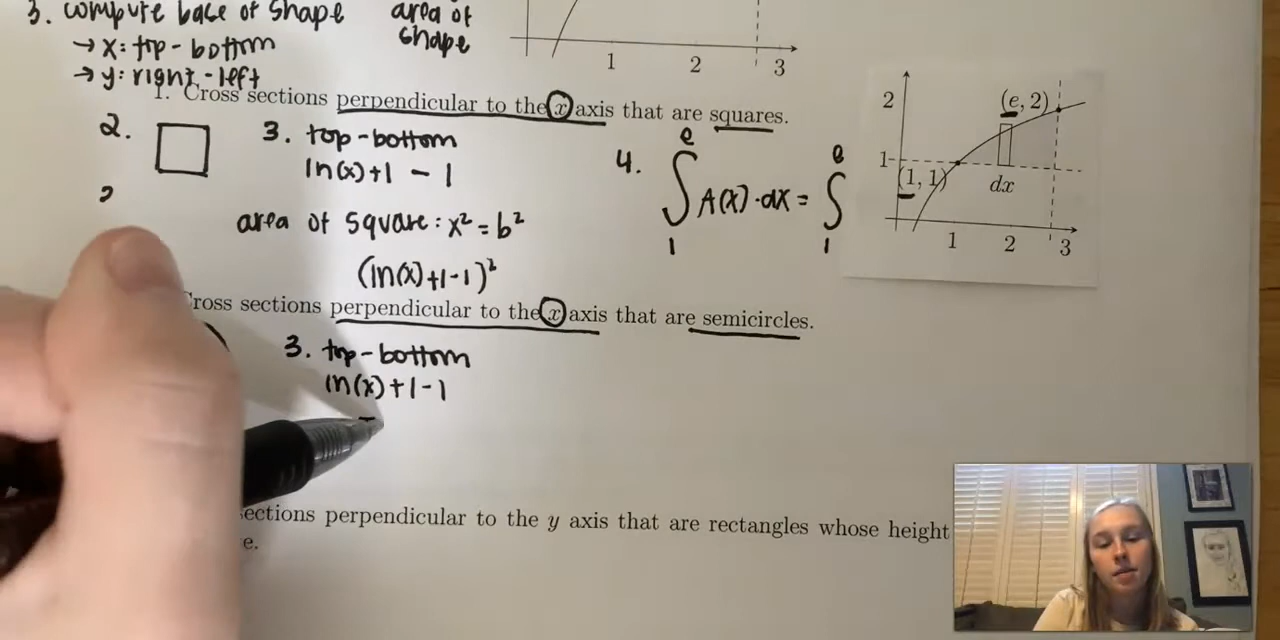 3. compute base of shape
→ x: top-bottom
→ y: right-left
area of
shape
1 2 3
1. Cross sections perpendicular to the x axis that are squares.
2.
3. top-bottom
ln(x)+1 - 1
area of square: x² = b²
(ln(x)+1-1)²
4. ∫₁ᵉ A(x)·dx = ∫₁ᵉ
2
(e, 2)
1
(1, 1)
dx
1 2 3
2
Cross sections perpendicular to the x axis that are semicircles.
3. top-bottom
ln(x)+1-1
ections perpendicular to the y axis that are rectangles whose height
e.